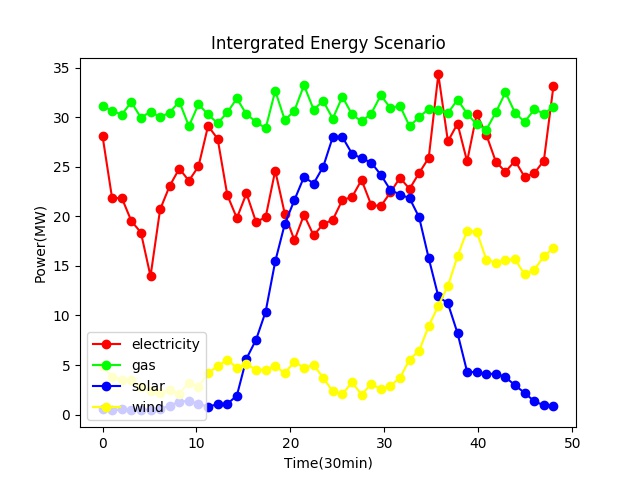 Intergrated Energy Scenario
Power(MW)
35
30
25
20
15
10
5
0
electricity
gas
solar
wind
0 10 20 30 40 50
Time(30min)